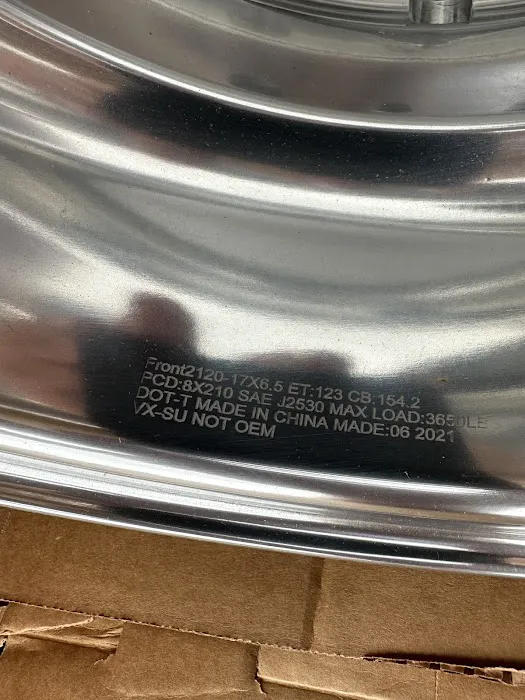 Front2120-17X6.5 ET:123 CB:154.2
PCD:8X210 SAE J2530 MAX LOAD:3650LB
DOT-T MADE IN CHINA MADE:06 2021
VX-SU NOT OEM